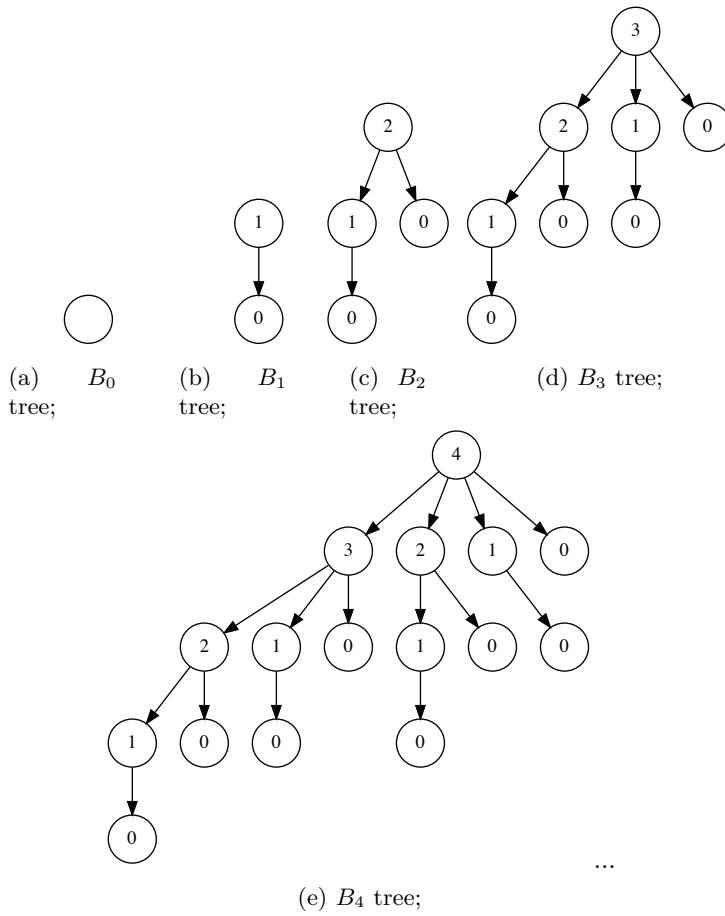 3
2 2 1 0
1 1 0 1 0 0
0 0 0
(a) B₀ tree;
(b) B₁ tree;
(c) B₂ tree;
(d) B₃ tree;
4
3 2 1 0
2 1 0 1 0 0
1 0 0 0
0
...
(e) B₄ tree;